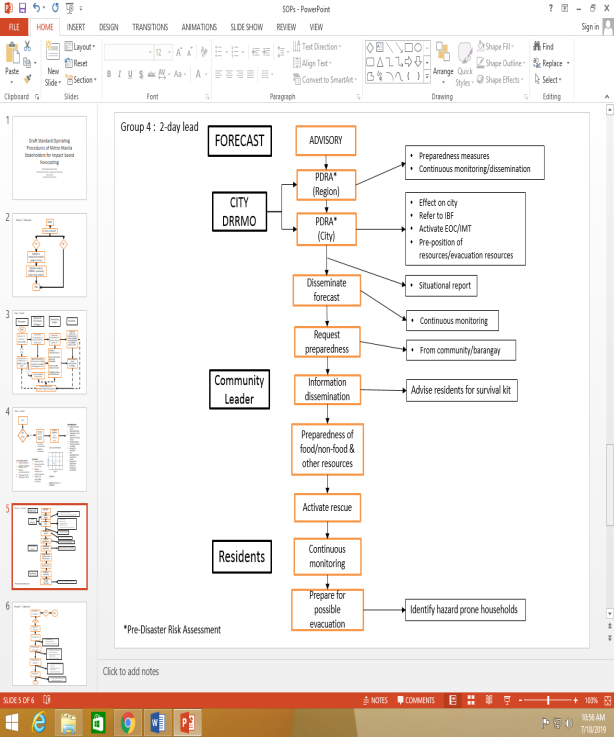 SOPs - PowerPoint
Sign in
FILE HOME INSERT DESIGN TRANSITIONS ANIMATIONS SLIDE SHOW REVIEW VIEW
Paste
New
Slide
Layout
Reset
Section
12
Text Direction
Align Text
Convert to SmartArt
Arrange
Quick
Styles
Shape Fill
Shape Outline
Shape Effects
Find
Replace
Select
Clipboard Slides Font Paragraph Drawing Editing
1
Draft Standard Operating
Procedures of Metro Manila
Stakeholders for Impact based
Forecasting
2
3
4
5
6
Group 4 : 2-day lead
FORECAST
ADVISORY
PDRA*
(Region)
• Preparedness measures
• Continuous monitoring/dissemination
CITY
DRRMO
PDRA*
(City)
• Effect on city
• Refer to IBF
• Activate EOC/IMT
• Pre-position of
resources/evacuation resources
• Situational report
Disseminate
forecast
• Continuous monitoring
Request
preparedness
• From community/barangay
Community
Leader
Information
dissemination
Advise residents for survival kit
Preparedness of
food/non-food &
other resources
Activate rescue
Residents
Continuous
monitoring
Prepare for
possible
evacuation
Identify hazard prone households
*Pre-Disaster Risk Assessment
Click to add notes
SLIDE 5 OF 6
NOTES
COMMENTS
103%
10:56 AM
7/18/2019